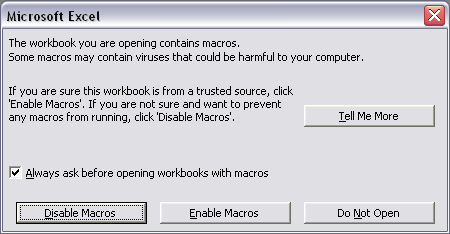 Microsoft Excel
The workbook you are opening contains macros.
Some macros may contain viruses that could be harmful to your computer.
If you are sure this workbook is from a trusted source, click
'Enable Macros'. If you are not sure and want to prevent
any macros from running, click 'Disable Macros'.
Tell Me More
Always ask before opening workbooks with macros
Disable Macros
Enable Macros
Do Not Open